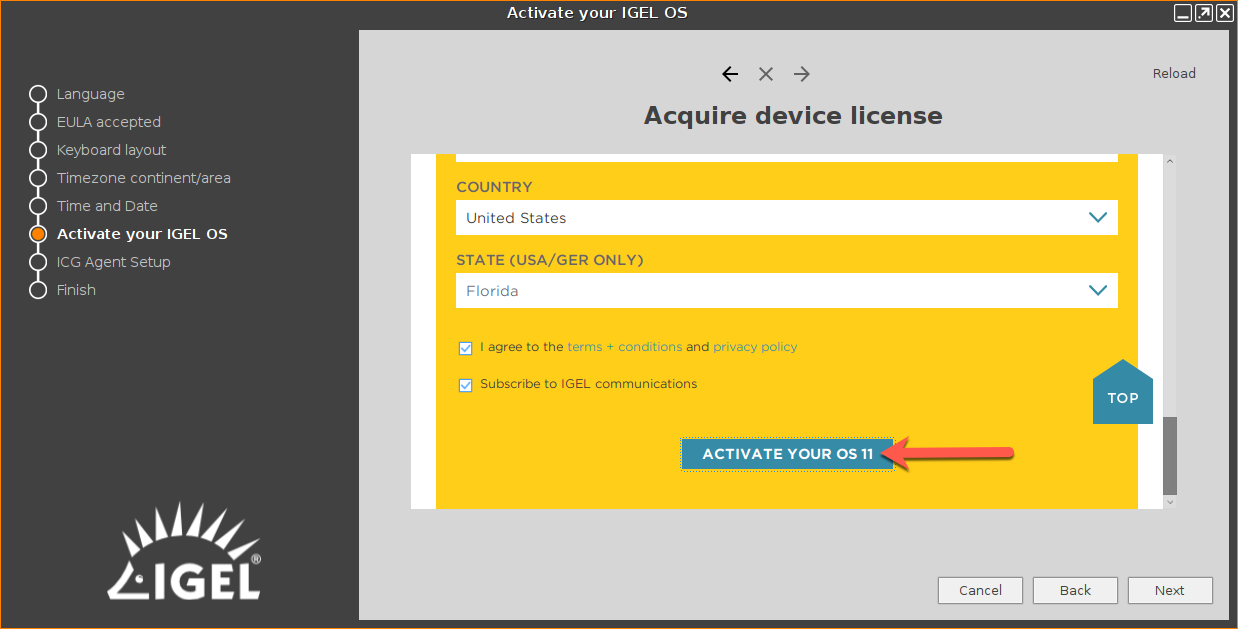 Activate your IGEL OS
Language
EULA accepted
Keyboard layout
Timezone continent/area
Time and Date
Activate your IGEL OS
ICG Agent Setup
Finish
IGEL®
Reload
Acquire device license
COUNTRY
United States
STATE (USA/GER ONLY)
Florida
I agree to the terms + conditions and privacy policy
Subscribe to IGEL communications
TOP
ACTIVATE YOUR OS 11
Cancel
Back
Next